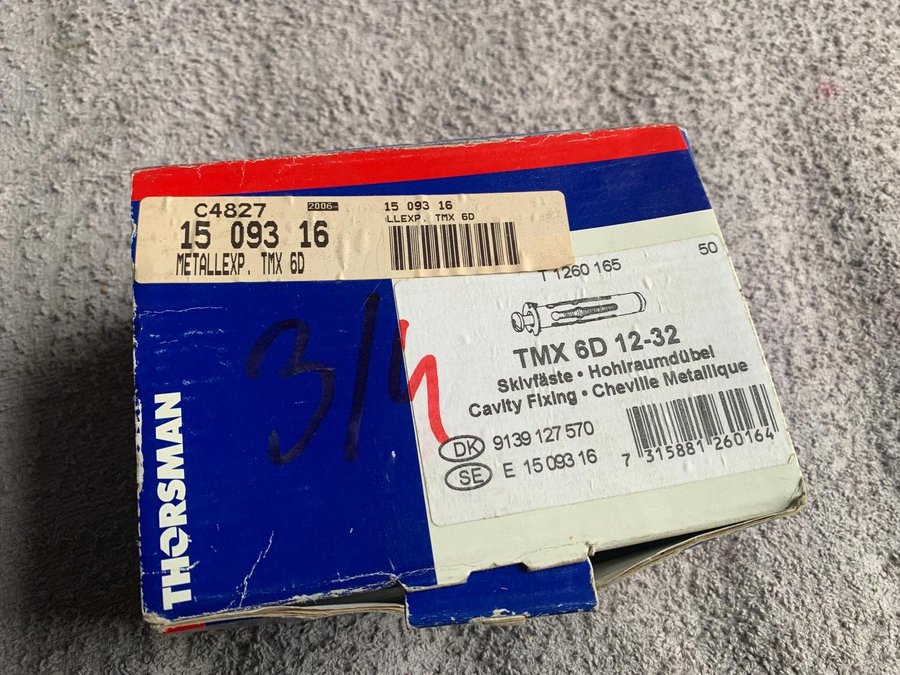 C4827
2006-
15 093 16
METALLEXP. TMX 6D
15 093 16
LLEXP. TMX 6D
T 1260 165
50
TMX 6D 12-32
Skivfäste • Hohlraumdübel
Cavity Fixing • Cheville Metallique
DK 9139 127 570
SE E 15 093 16
7 315881 260164
3/4
THORSMAN